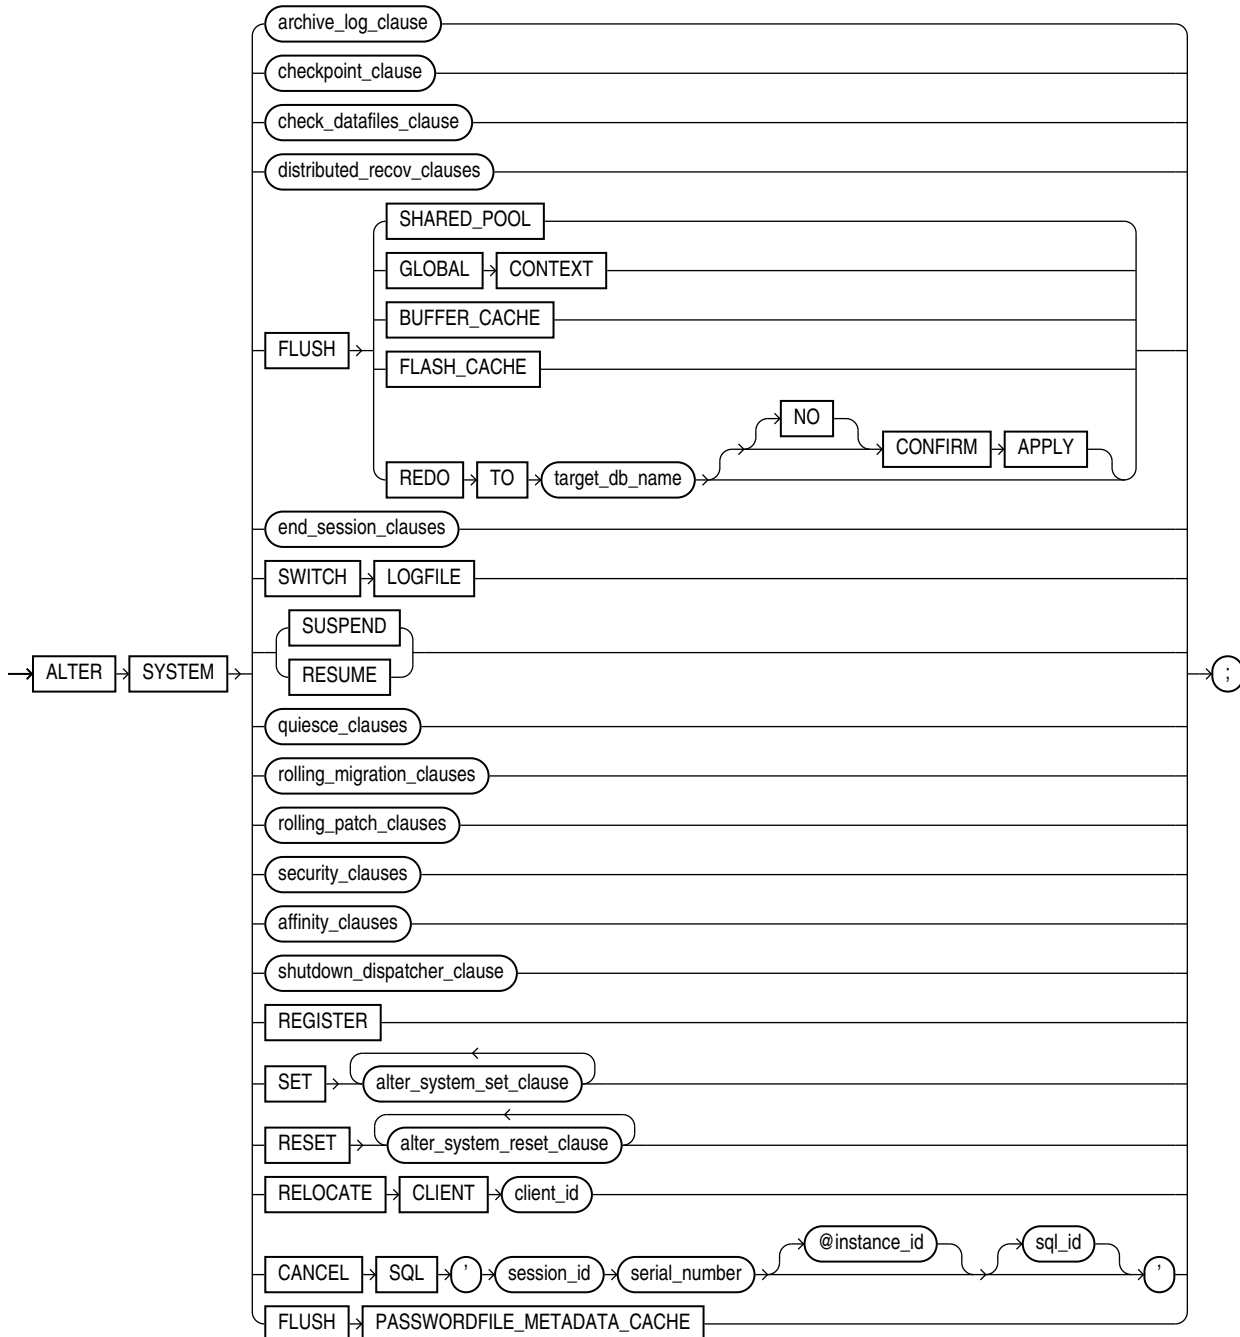 archive_log_clause
checkpoint_clause
check_datafiles_clause
distributed_recov_clauses
SHARED_POOL
GLOBAL CONTEXT
BUFFER_CACHE
FLUSH
FLASH_CACHE
NO
CONFIRM APPLY
REDO TO target_db_name
end_session_clauses
SWITCH LOGFILE
SUSPEND
ALTER SYSTEM RESUME ;
quiesce_clauses
rolling_migration_clauses
rolling_patch_clauses
security_clauses
affinity_clauses
shutdown_dispatcher_clause
REGISTER
SET alter_system_set_clause
RESET alter_system_reset_clause
RELOCATE CLIENT client_id
@instance_id sql_id
CANCEL SQL ' session_id serial_number '
FLUSH PASSWORDFILE_METADATA_CACHE